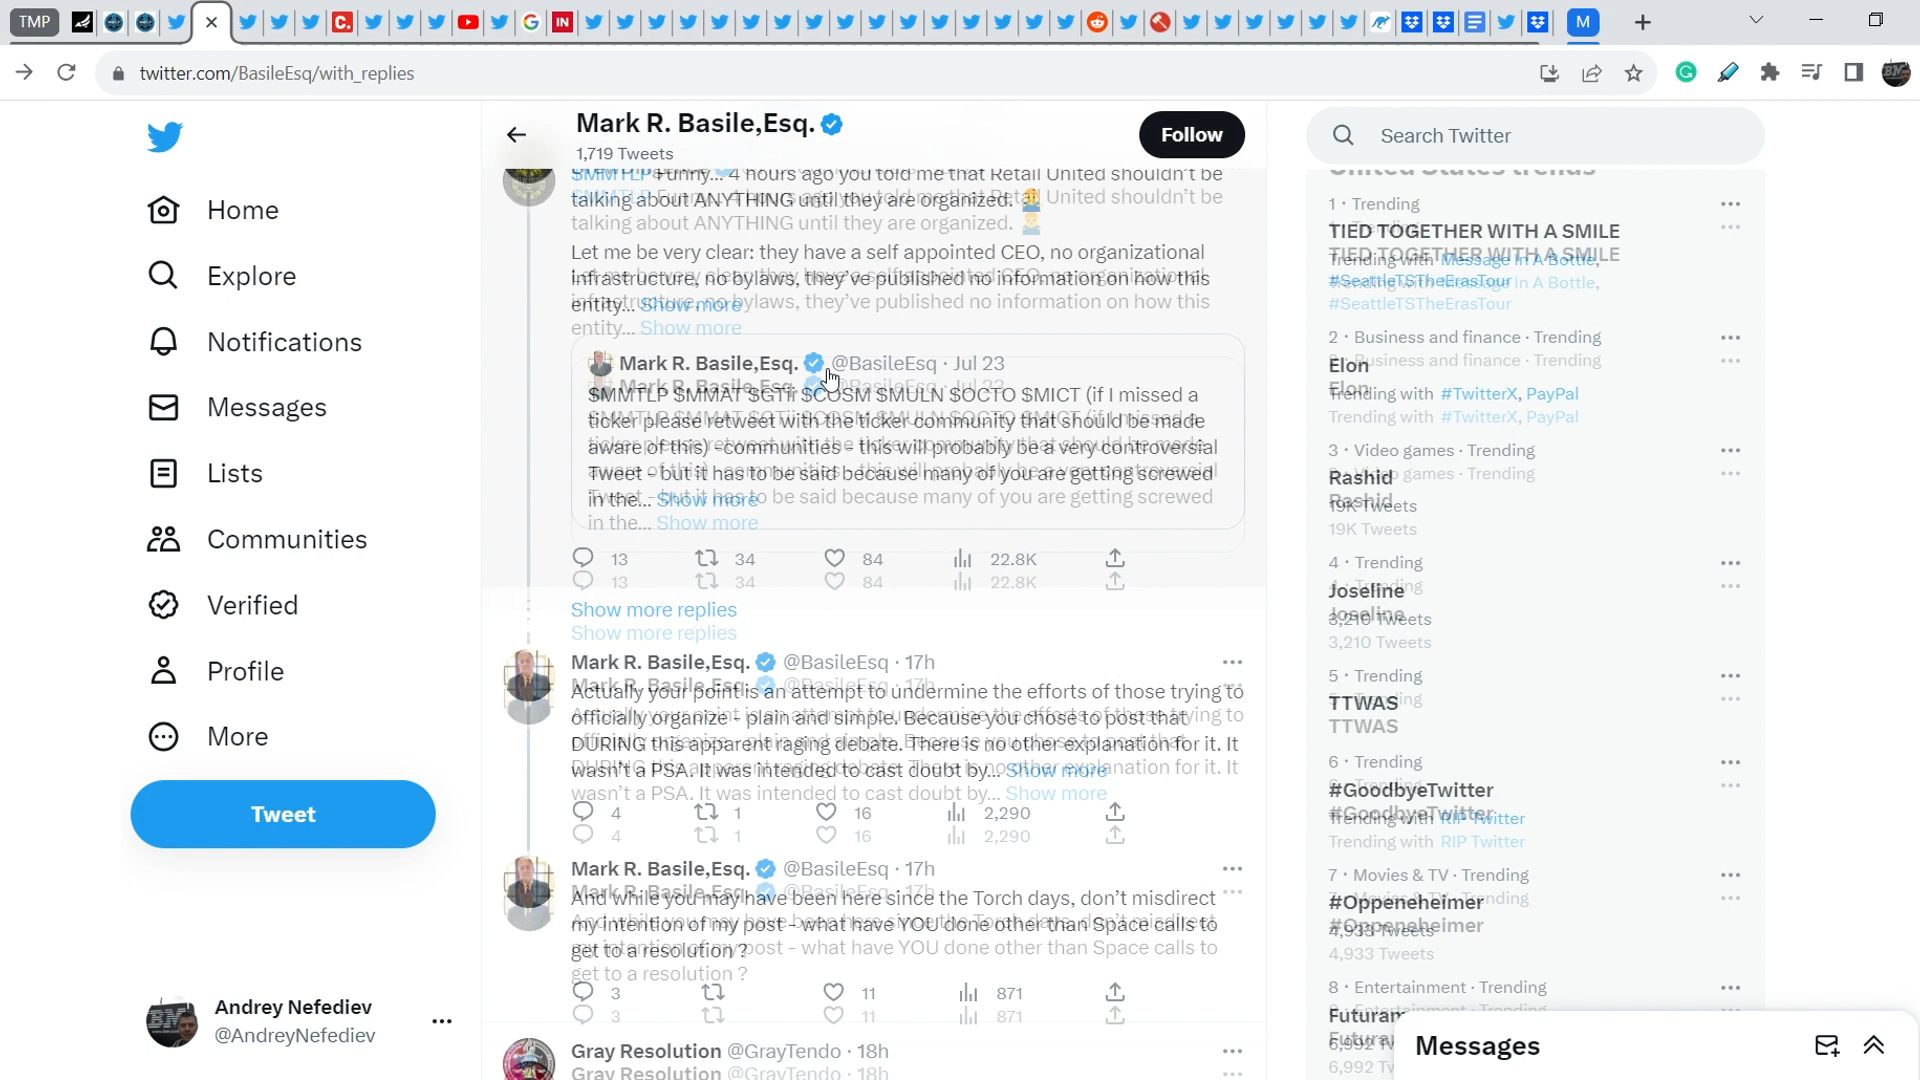 TMP
M
twitter.com/BasileEsq/with_replies
Mark R. Basile,Esq.
1,719 Tweets
Follow
Search Twitter
Home
Explore
Notifications
Messages
Lists
Communities
Verified
Profile
More
Tweet
Andrey Nefediev
@AndreyNefediev
$MMTLP Funny... 4 hours ago you told me that Retail United shouldn't be
talking about ANYTHING until they are organized.
Let me be very clear: they have a self appointed CEO, no organizational
infrastructure, no bylaws, they've published no information on how this
entity... Show more
Mark R. Basile,Esq. @BasileEsq · Jul 23
$MMTLP $MMAT $GTii $COSM $MULN $OCTO $MICT (if I missed a
ticker please retweet with the ticker community that should be made
aware of this) -communities - this will probably be a very controversial
Tweet - but it has to be said because many of you are getting screwed
in the... Show more
13 34 84 22.8K
Show more replies
Mark R. Basile,Esq. @BasileEsq · 17h
Actually your point is an attempt to undermine the efforts of those trying to
officially organize - plain and simple. Because you chose to post that
DURING this apparent raging debate. There is no other explanation for it. It
wasn't a PSA. It was intended to cast doubt by... Show more
4 1 16 2,290
Mark R. Basile,Esq. @BasileEsq · 17h
And while you may have been here since the Torch days, don't misdirect
my intention of my post - what have YOU done other than Space calls to
get to a resolution ?
3 11 871
Gray Resolution @GrayTendo · 18h
United States trends
1 · Trending
TIED TOGETHER WITH A SMILE
Trending with Message In A Bottle,
#SeattleTSTheErasTour
2 · Business and finance · Trending
Elon
Trending with #TwitterX, PayPal
3 · Video games · Trending
Rashid
19K Tweets
4 · Trending
Joseline
3,210 Tweets
5 · Trending
TTWAS
6 · Trending
#GoodbyeTwitter
Trending with RIP Twitter
7 · Movies & TV · Trending
#Oppeneheimer
4,933 Tweets
8 · Entertainment · Trending
Futuram
6,992 Tw
Messages